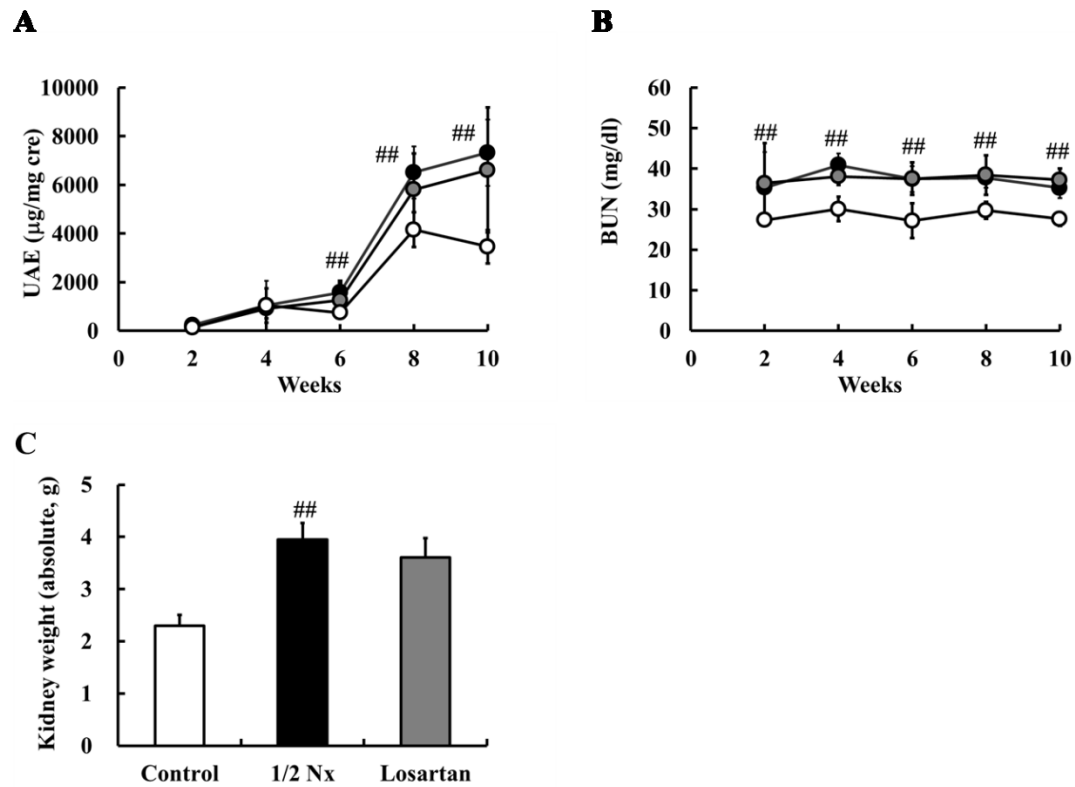 A
10000
8000
6000
4000
2000
0
UAE (μg/mg cre)
##
##
##
0 2 4 6 8 10
Weeks
B
60
50
40
30
20
10
0
BUN (mg/dl)
## ## ## ## ##
0 2 4 6 8 10
Weeks
C
5
4
3
2
1
0
Kidney weight (absolute, g)
##
Control 1/2 Nx Losartan